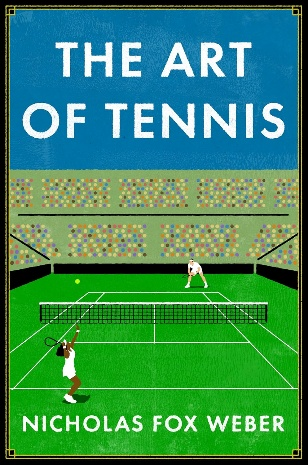 THE ART
OF TENNIS
NICHOLAS FOX WEBER